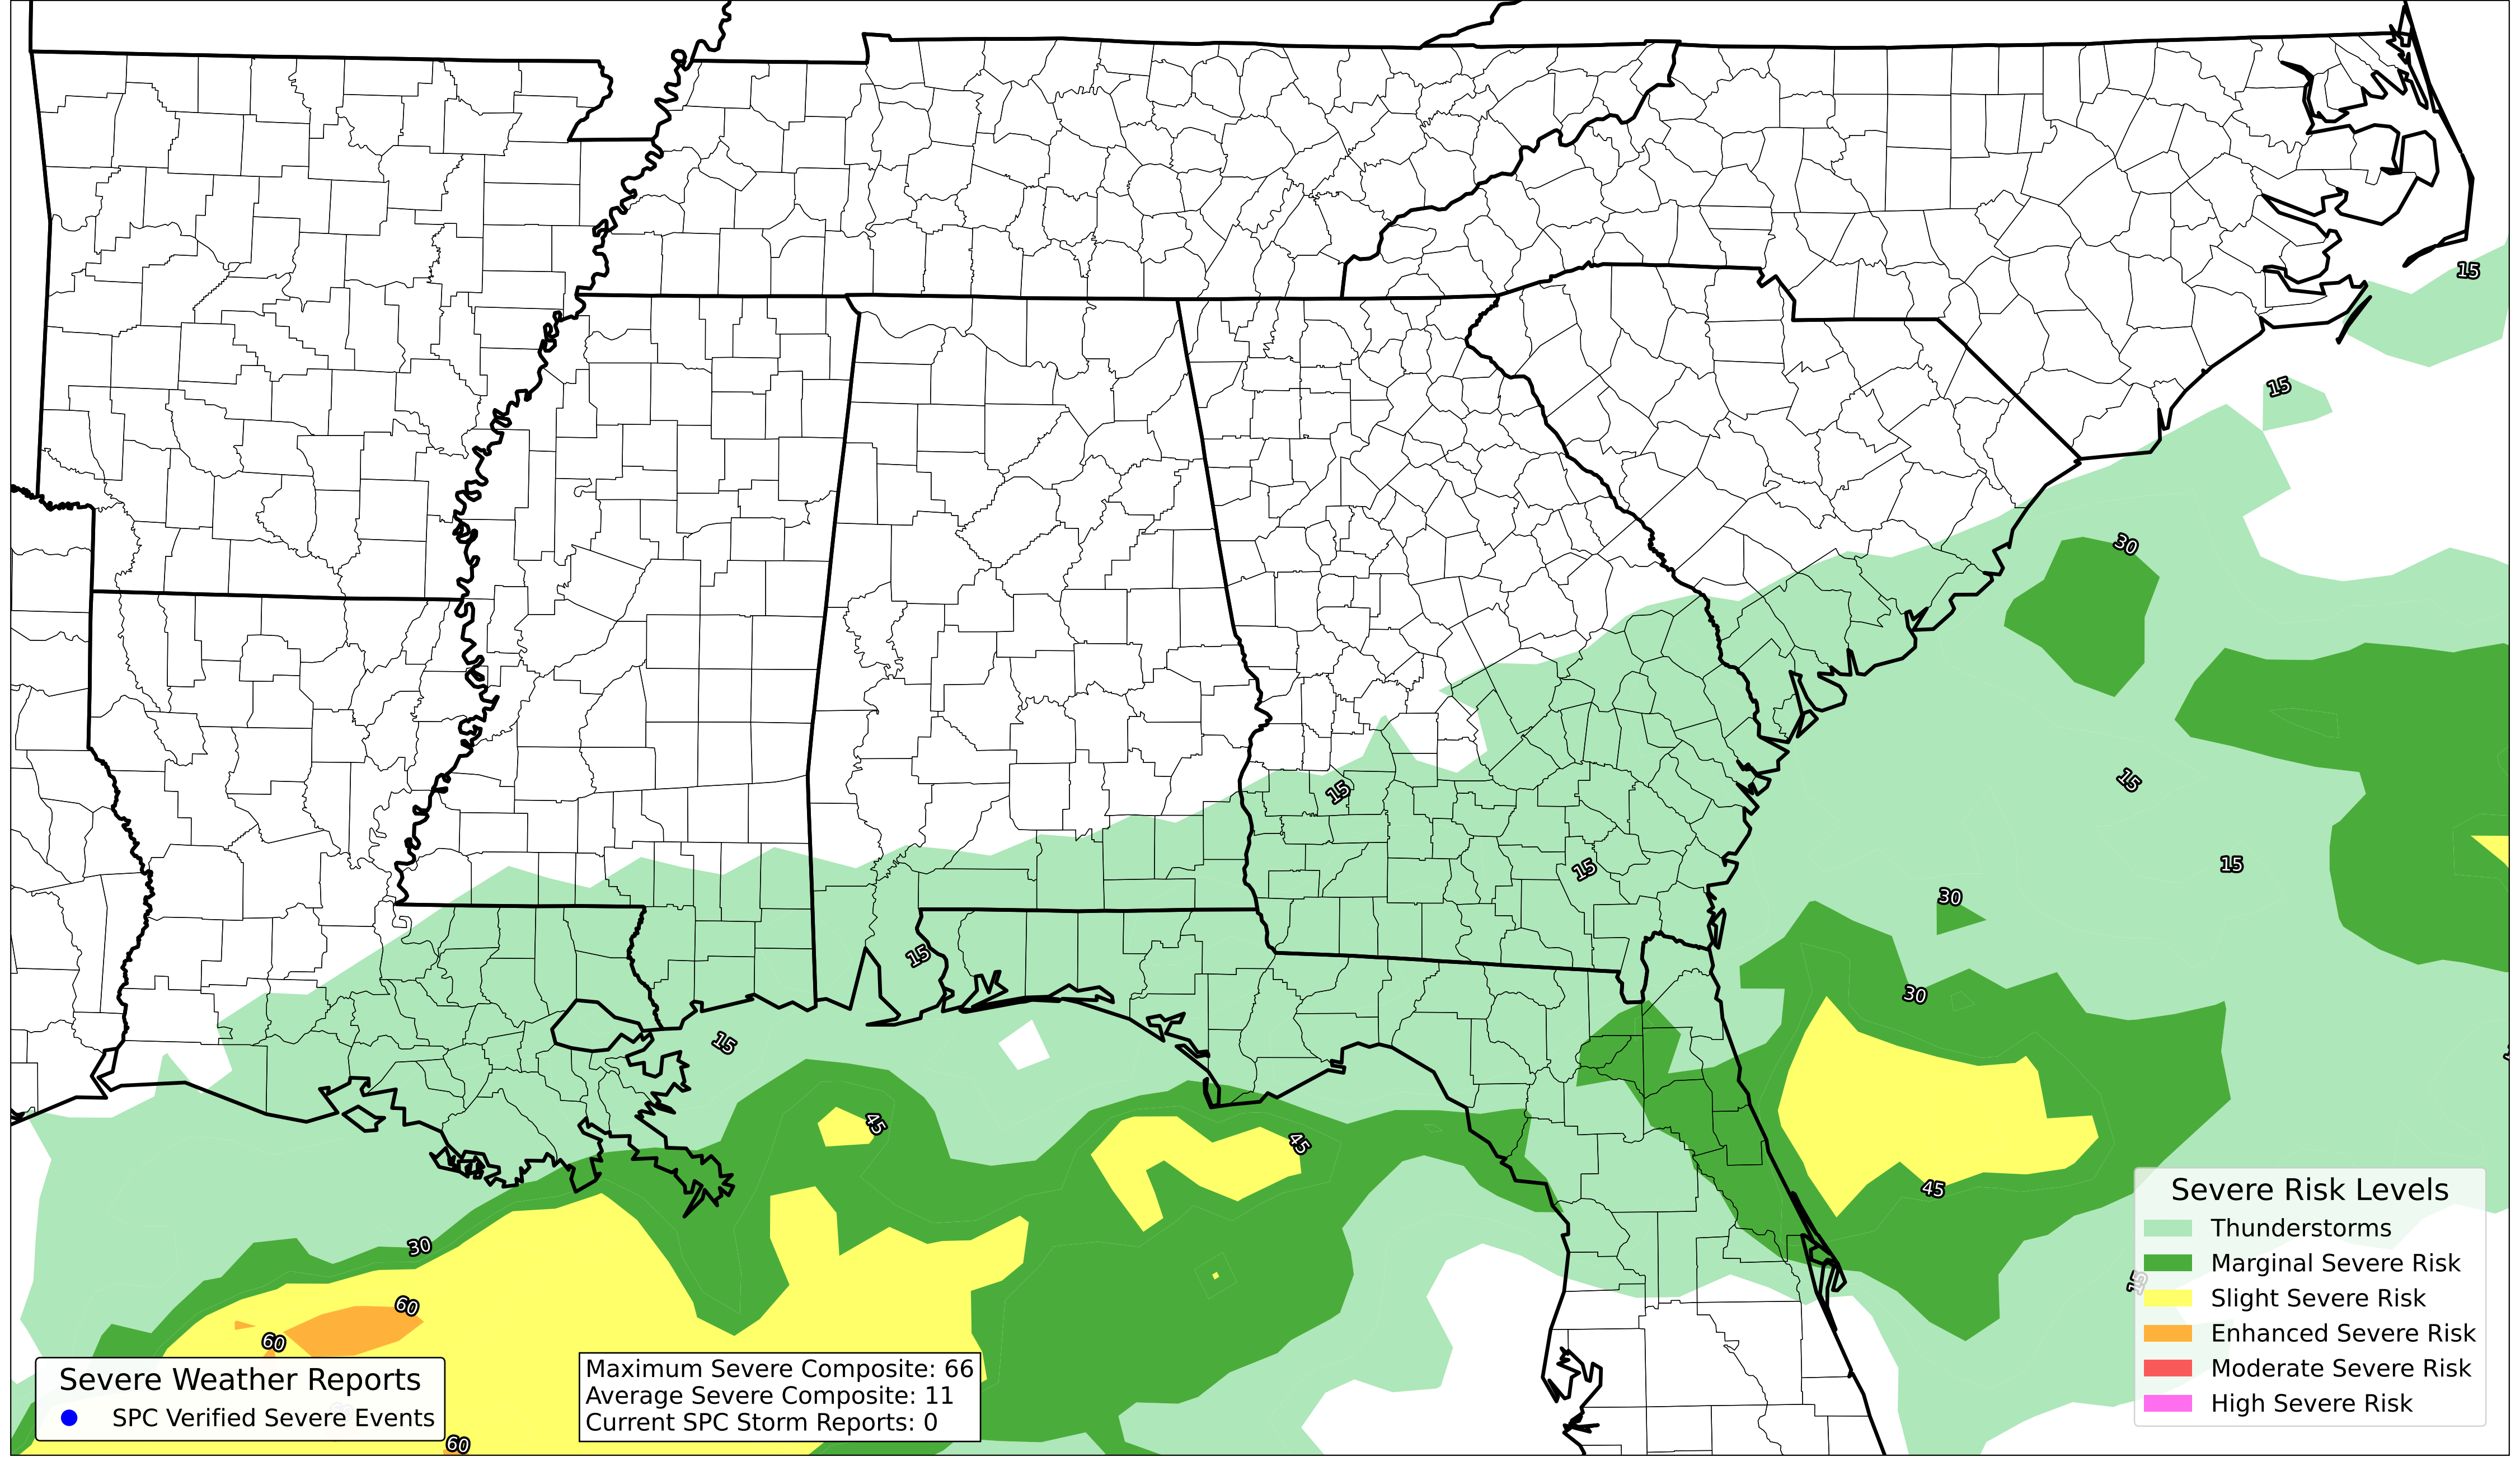 15
15
30
15
15
15
15
30
15
30
15
45
45
45
30
15
60
60
60
Severe Weather Reports
SPC Verified Severe Events
Maximum Severe Composite: 66
Average Severe Composite: 11
Current SPC Storm Reports: 0
Severe Risk Levels
Thunderstorms
Marginal Severe Risk
Slight Severe Risk
Enhanced Severe Risk
Moderate Severe Risk
High Severe Risk